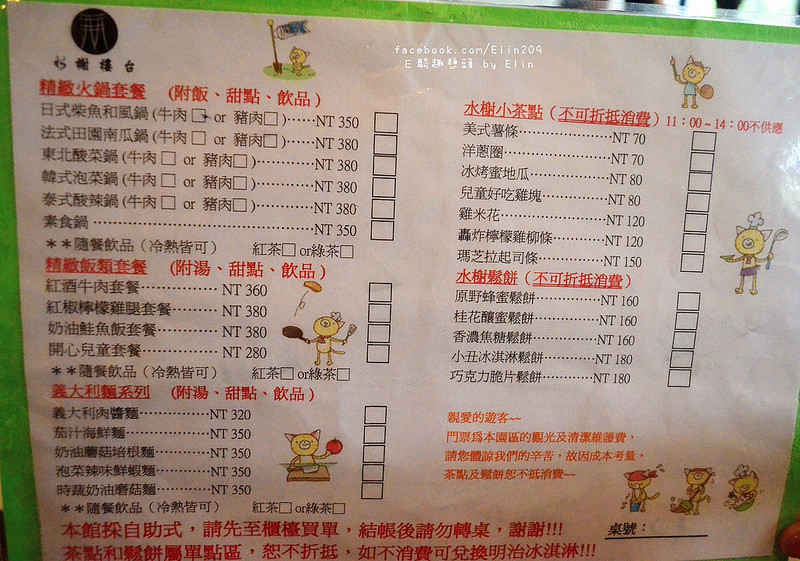 水榭樓台
facebook.com/Elin209
E騎趣戀頭 by Elin
精緻火鍋套餐 (附飯、甜點、飲品)
日式柴魚和風鍋(牛肉□ or 豬肉□)……NT 350
法式田園南瓜鍋(牛肉□ or 豬肉□)……NT 380
東北酸菜鍋(牛肉□ or 豬肉□)…………NT 380
韓式泡菜鍋(牛肉□ or 豬肉□)…………NT 380
泰式酸辣鍋(牛肉□ or 豬肉□)…………NT 380
素食鍋……………………………………NT 350
＊＊隨餐飲品（冷熱皆可） 紅茶□ or綠茶□
精緻飯類套餐 (附湯、甜點、飲品)
紅酒牛肉套餐…………NT 360
紅椒檸檬雞腿套餐……NT 380
奶油鮭魚飯套餐………NT 380
開心兒童套餐…………NT 280
＊＊隨餐飲品（冷熱皆可） 紅茶□ or綠茶□
義大利麵系列 (附湯、甜點、飲品)
義大利肉醬麵……………NT 320
茄汁海鮮麵………………NT 350
奶油蘑菇培根麵…………NT 350
泡菜辣味鮮蝦麵…………NT 350
時蔬奶油蘑菇麵…………NT 350
＊＊隨餐飲品（冷熱皆可） 紅茶□ or綠茶□
水榭小茶點(不可折抵消費) 11：00～14：00不供應
美式薯條…………………NT 70
洋蔥圈……………………NT 70
冰烤蜜地瓜………………NT 80
兒童好吃雞塊……………NT 80
雞米花……………………NT 120
轟炸檸檬雞柳條…………NT 120
瑪芝拉起司條……………NT 150
水榭鬆餅(不可折抵消費)
原野蜂蜜鬆餅……………NT 160
桂花釀蜜鬆餅……………NT 160
香濃焦糖鬆餅……………NT 160
小丑冰淇淋鬆餅…………NT 180
巧克力脆片鬆餅…………NT 180
親愛的遊客~~
門票為本園區的觀光及清潔維護費，
請您體諒我們的辛苦，故因成本考量，
茶點及鬆餅恕不折抵消費~~
桌號：
本館採自助式，請先至櫃檯買單，結帳後請勿轉桌，謝謝!!!
茶點和鬆餅屬單點區，恕不折抵，如不消費可兌換明治冰淇淋!!!